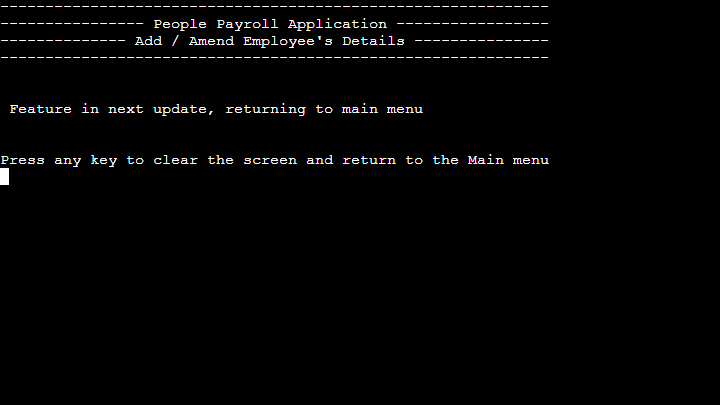 -------------------------------------------------------------
---------------- People Payroll Application -----------------
-------------- Add / Amend Employee's Details ---------------
-------------------------------------------------------------
Feature in next update, returning to main menu
Press any key to clear the screen and return to the Main menu